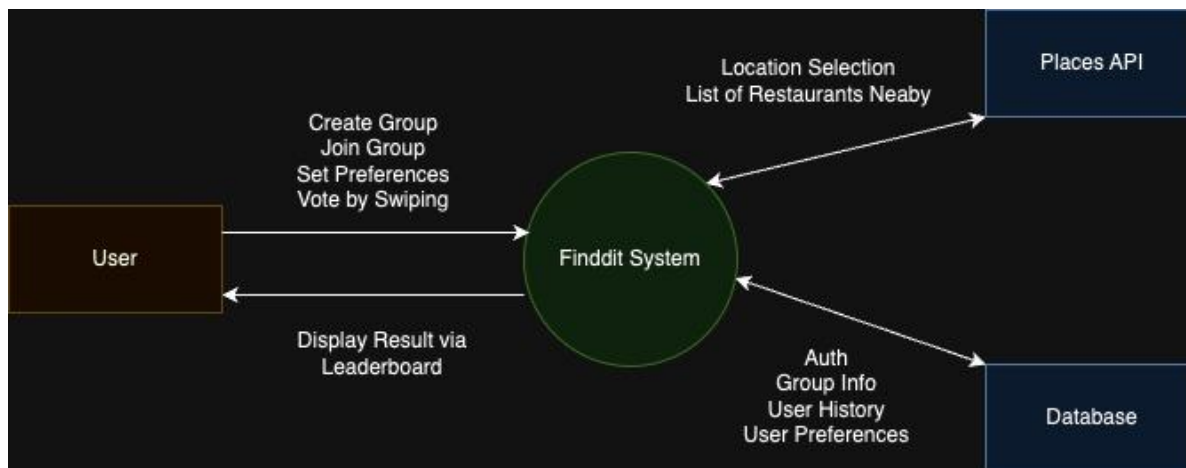 Places API
Location Selection
List of Restaurants Neaby
Create Group
Join Group
Set Preferences
Vote by Swiping
User
Finddit System
Display Result via
Leaderboard
Auth
Group Info
User History
User Preferences
Database